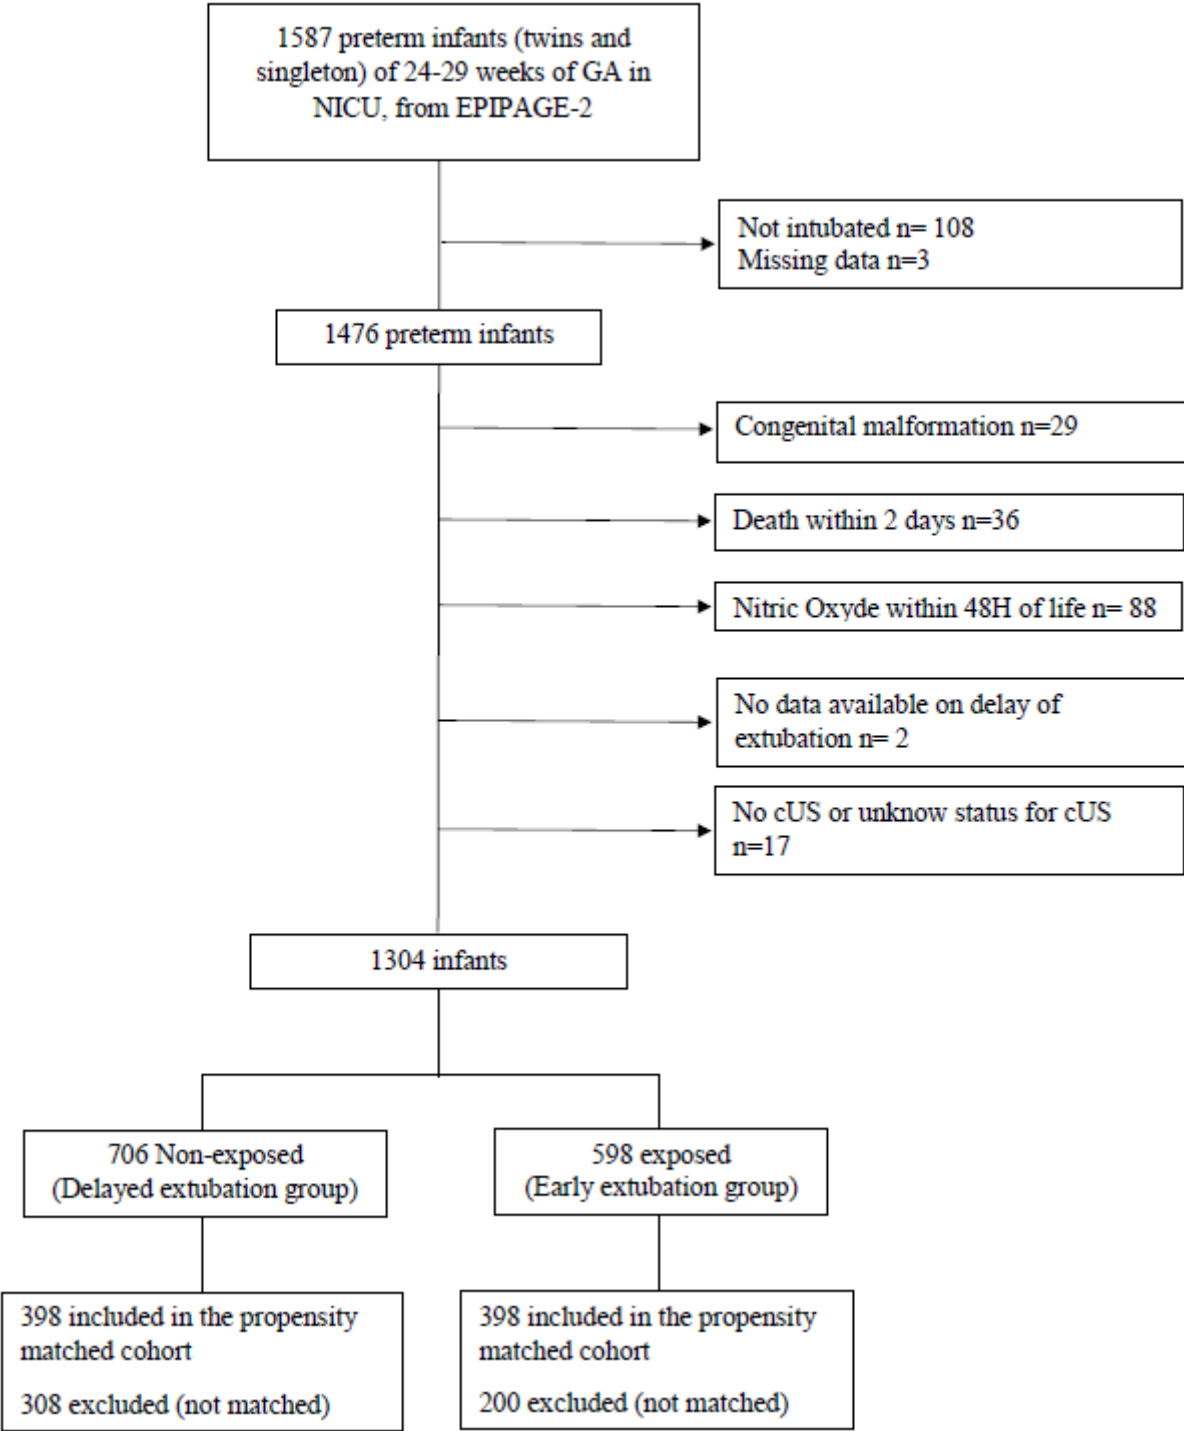 1587 preterm infants (twins and
singleton) of 24-29 weeks of GA in
NICU, from EPIPAGE-2
Not intubated n= 108
Missing data n=3
1476 preterm infants
Congenital malformation n=29
Death within 2 days n=36
Nitric Oxyde within 48H of life n= 88
No data available on delay of
extubation n= 2
No cUS or unknow status for cUS
n=17
1304 infants
706 Non-exposed
(Delayed extubation group)
598 exposed
(Early extubation group)
398 included in the propensity
matched cohort
308 excluded (not matched)
398 included in the propensity
matched cohort
200 excluded (not matched)